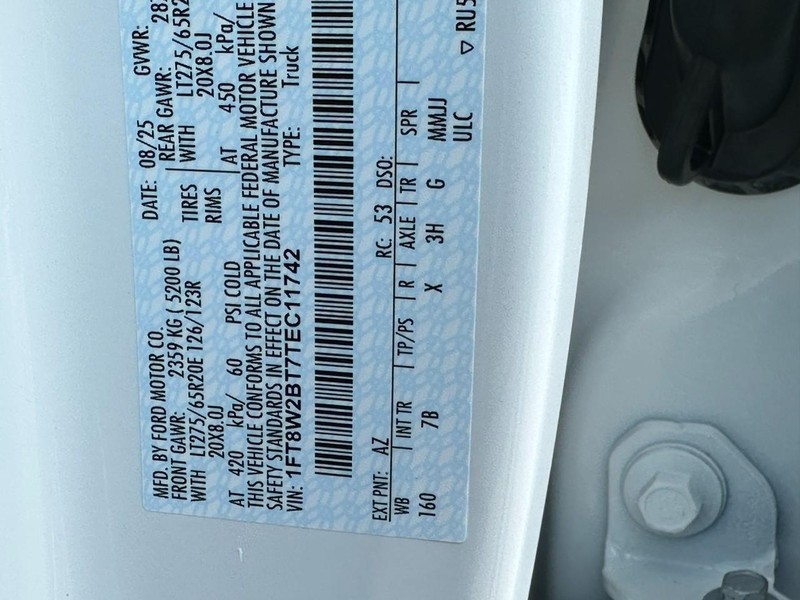 MFD. BY FORD MOTOR CO. DATE: 08/25 GVWR:
FRONT GAWR: 2359 KG ( 5200 LB) REAR GAWR: 28
WITH LT275/65R20E 126/123R TIRES WITH LT275/65R2
20X8.0J RIMS 20X8.0J
AT 420 kPa/ 60 PSI COLD AT 450 kPa/
THIS VEHICLE CONFORMS TO ALL APPLICABLE FEDERAL MOTOR VEHICLE
SAFETY STANDARDS IN EFFECT ON THE DATE OF MANUFACTURE SHOWN
VIN: 1FT8W2BT7TEC11742 TYPE: Truck
EXT PNT: AZ RC: 53 DSO:
WB INT TR TP/PS R AXLE TR SPR
160 7B X 3H G MMJJ
ULC
▽ RU5